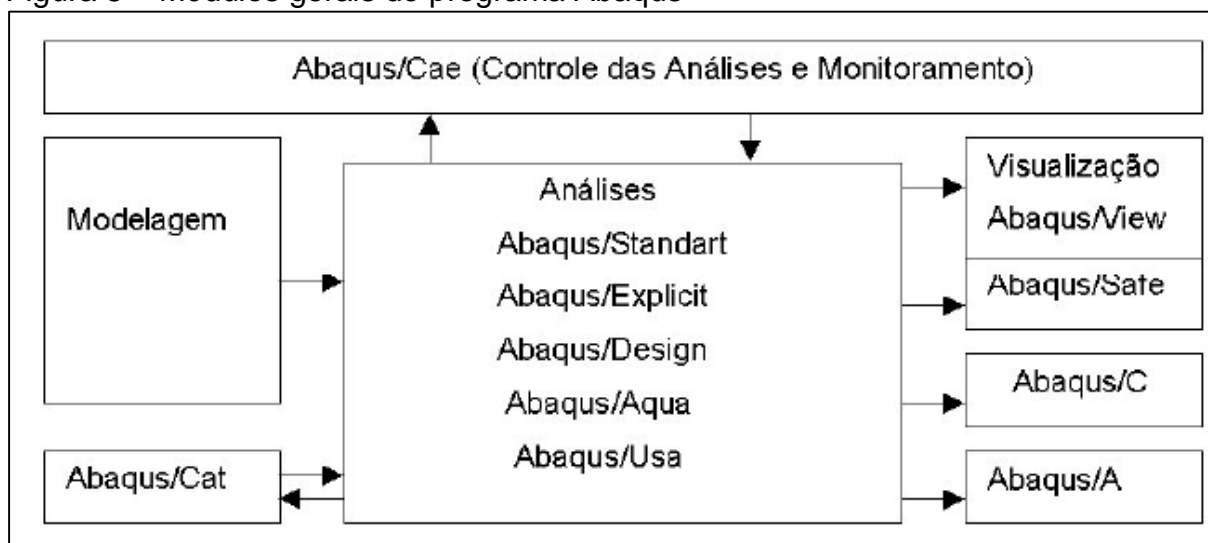 Figura – Módulos gerais do programa Abaqus
Abaqus/Cae (Controle das Análises e Monitoramento)
Modelagem
Análises
Abaqus/Standart
Abaqus/Explicit
Abaqus/Design
Abaqus/Aqua
Abaqus/Usa
Visualização
Abaqus/View
Abaqus/Safe
Abaqus/C
Abaqus/Cat
Abaqus/A